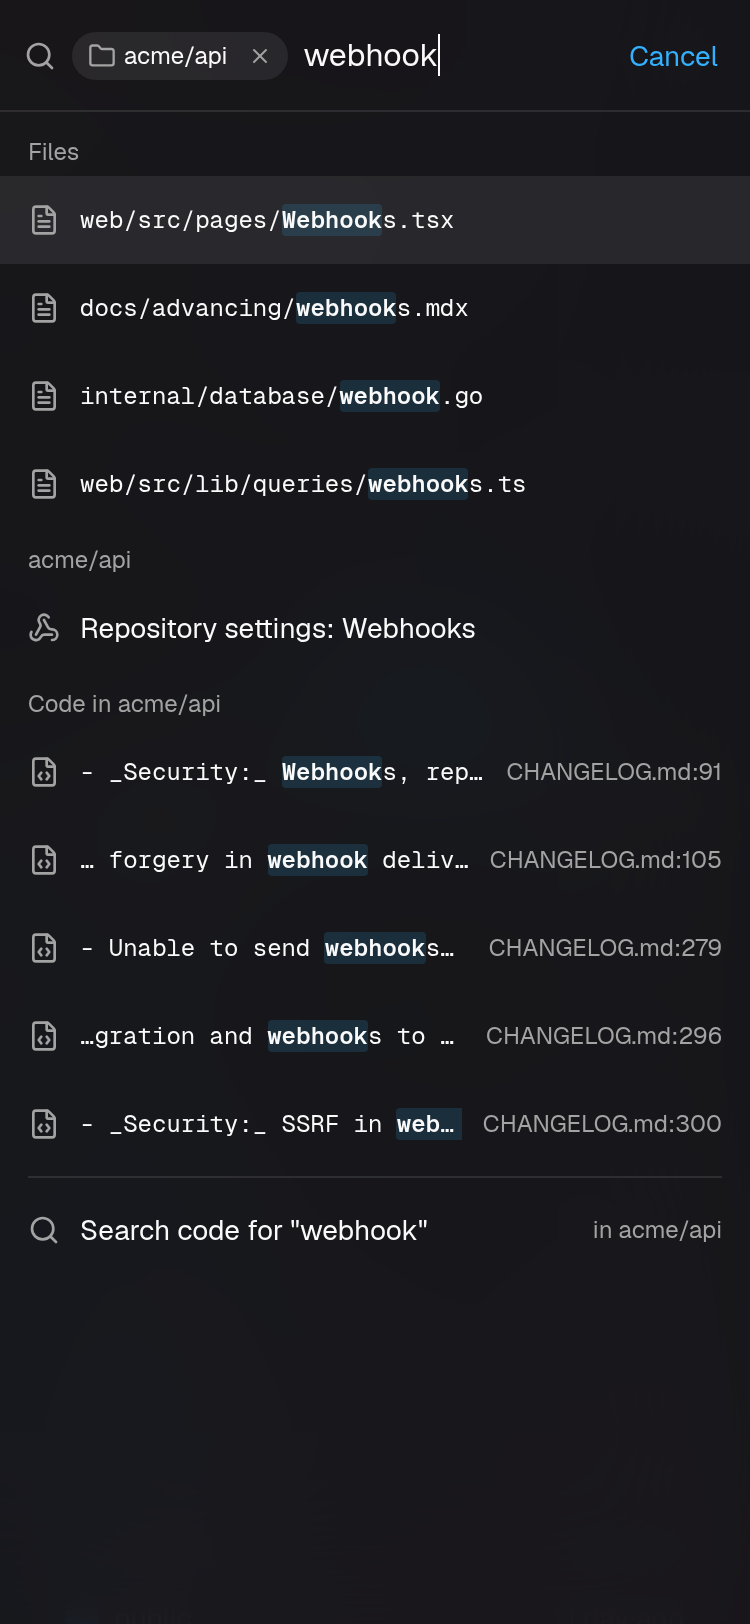 acme/api webhook Cancel
Files
web/src/pages/Webhooks.tsx
docs/advancing/webhooks.mdx
internal/database/webhook.go
web/src/lib/queries/webhooks.ts
acme/api
Repository settings: Webhooks
Code in acme/api
- _Security:_ Webhooks, rep… CHANGELOG.md:91
… forgery in webhook deliv… CHANGELOG.md:105
- Unable to send webhooks… CHANGELOG.md:279
…gration and webhooks to … CHANGELOG.md:296
- _Security:_ SSRF in web… CHANGELOG.md:300
Search code for "webhook" in acme/api